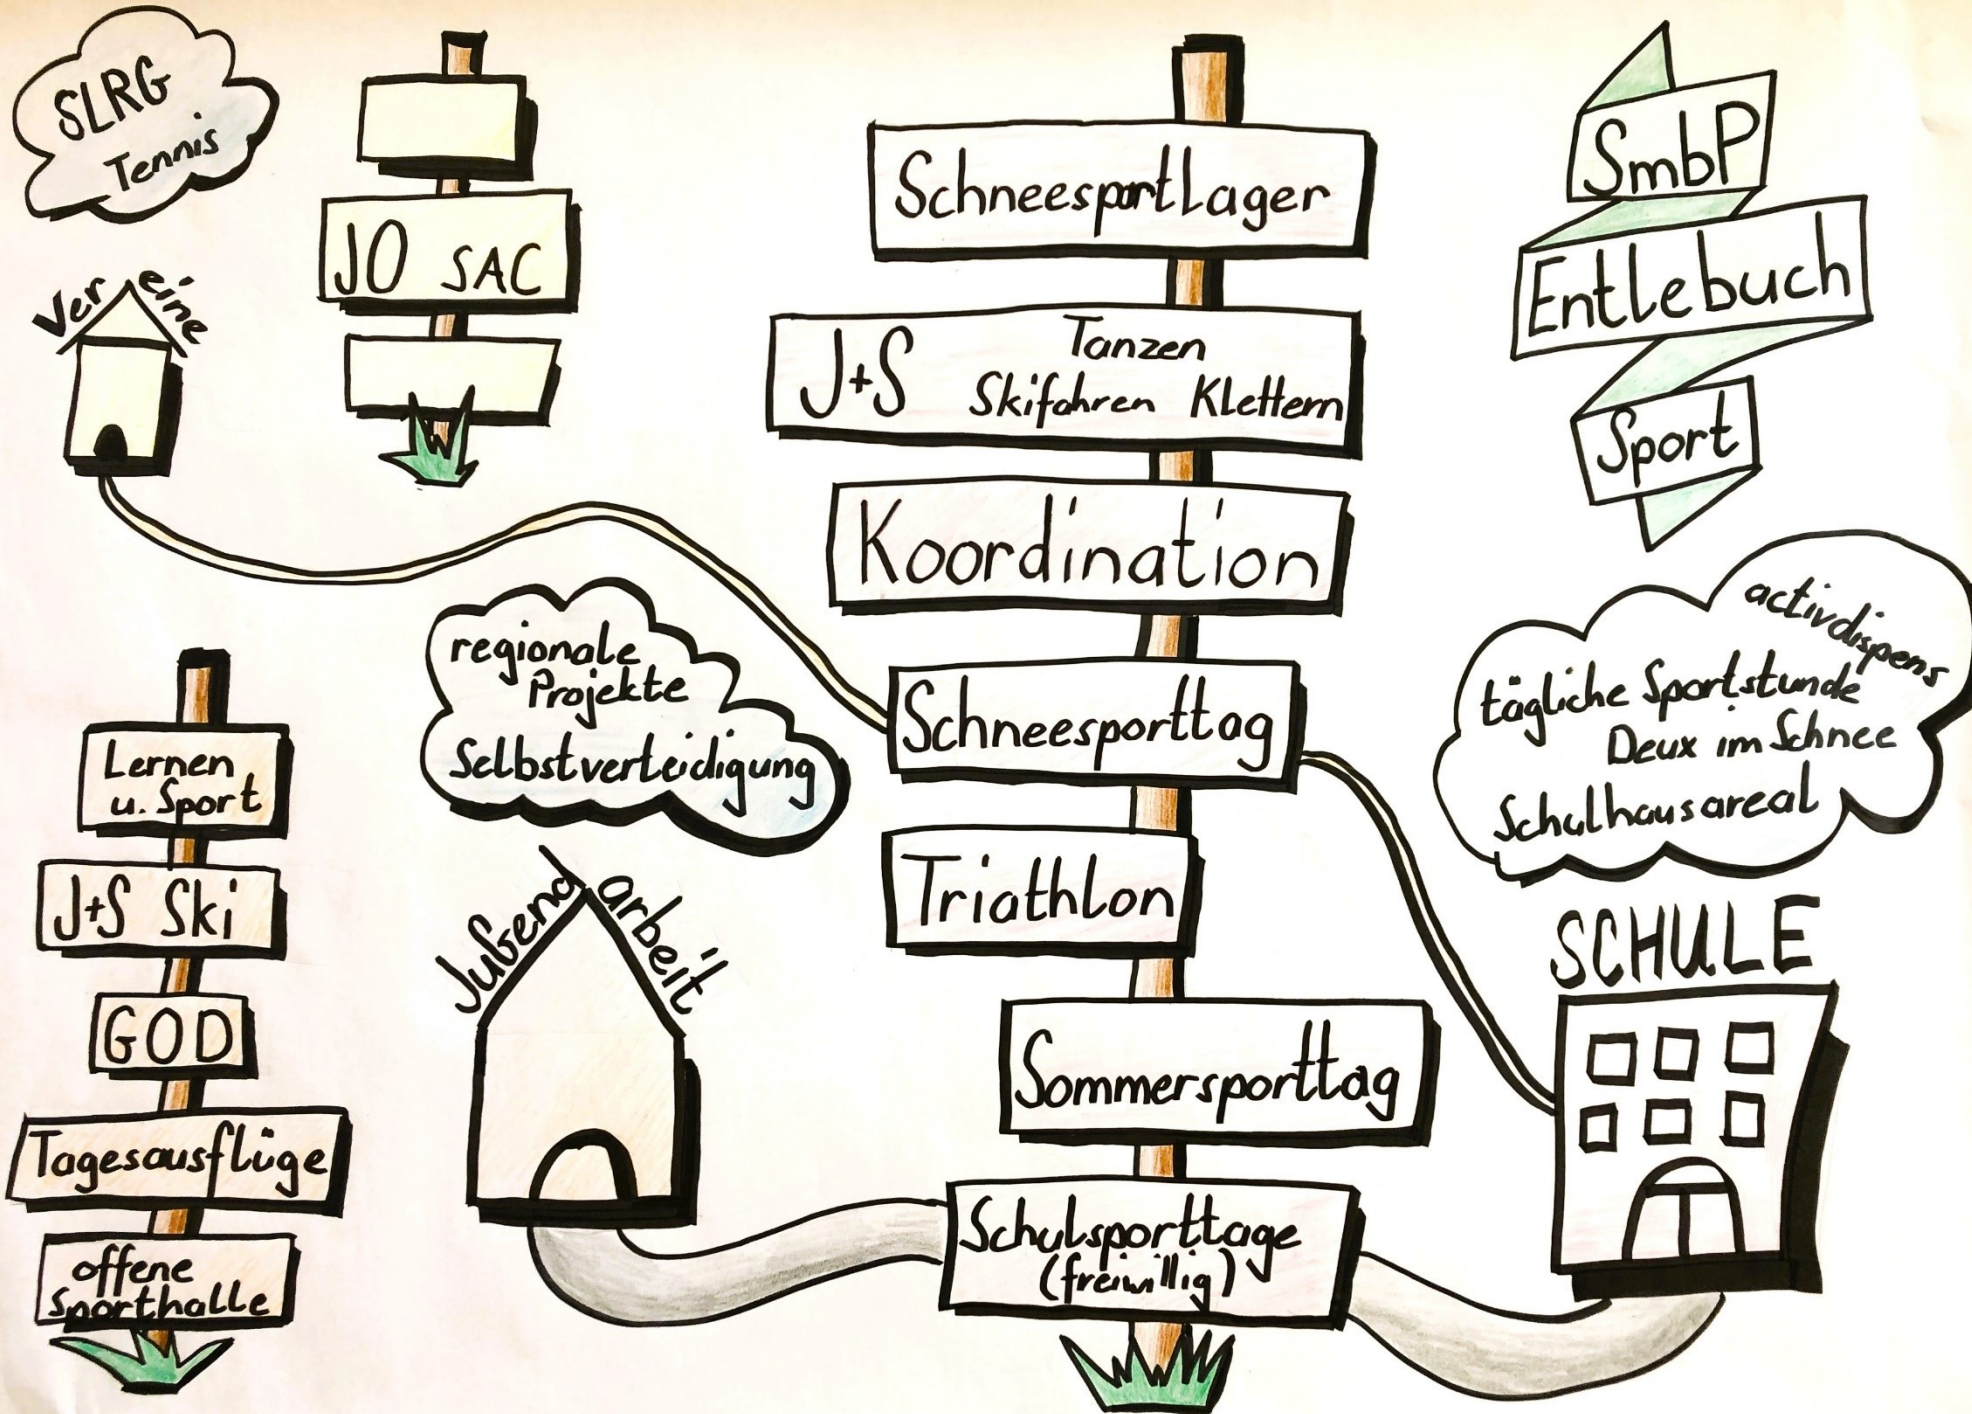 SLRG
Tennis
Vereine
JO SAC
Schneesportlager
J+S Tanzen
Skifahren Klettern
Koordination
Schneesporttag
Triathlon
Sommersporttag
Schulsporttage
(freiwillig)
SmbP
Entlebuch
Sport
regionale
Projekte
Selbstverteidigung
activdispens
tägliche Sportstunde
Deux im Schnee
Schulhausareal
Lernen
u. Sport
J+S Ski
GOD
Tagesausflüge
offene
Sporthalle
Jugendarbeit
SCHULE